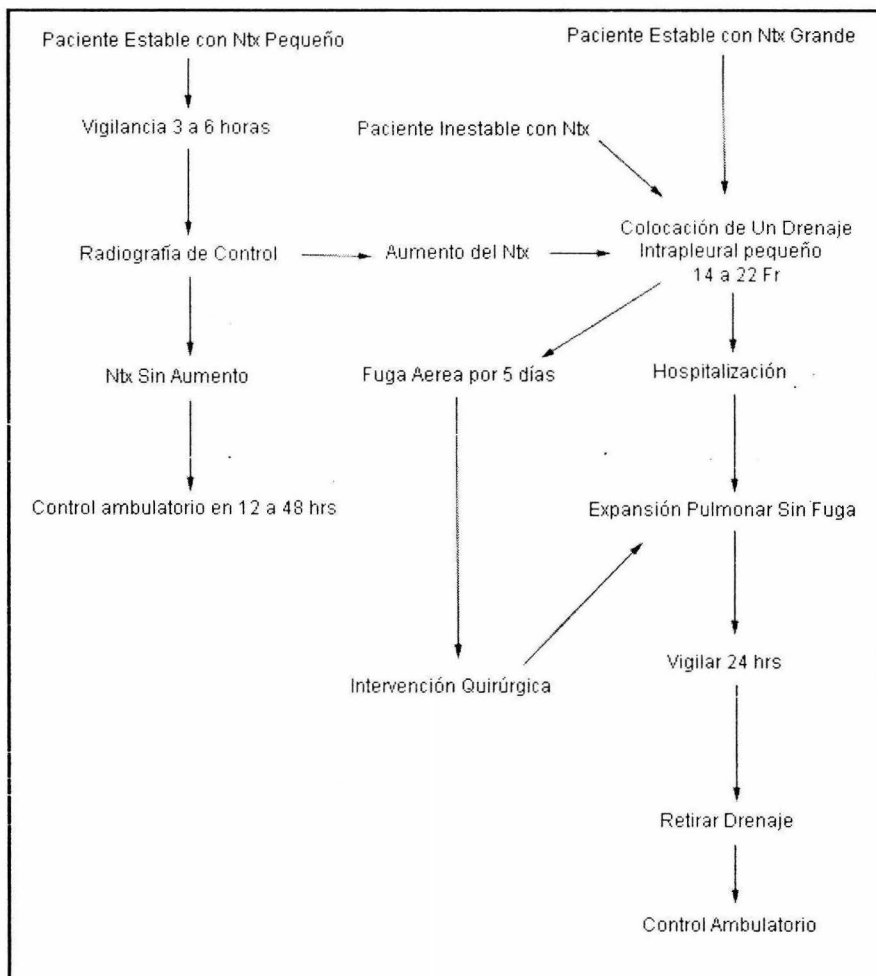 Paciente Estable con Ntx Pequeño
Paciente Estable con Ntx Grande
Vigilancia 3 a 6 horas
Paciente Inestable con Ntx
Radiografía de Control
Aumento del Ntx
Colocación de Un Drenaje
Intrapleural pequeño
14 a 22 Fr
Ntx Sin Aumento
Fuga Aerea por 5 días
Hospitalización
Control ambulatorio en 12 a 48 hrs
Expansión Pulmonar Sin Fuga
Intervención Quirúrgica
Vigilar 24 hrs
Retirar Drenaje
Control Ambulatorio